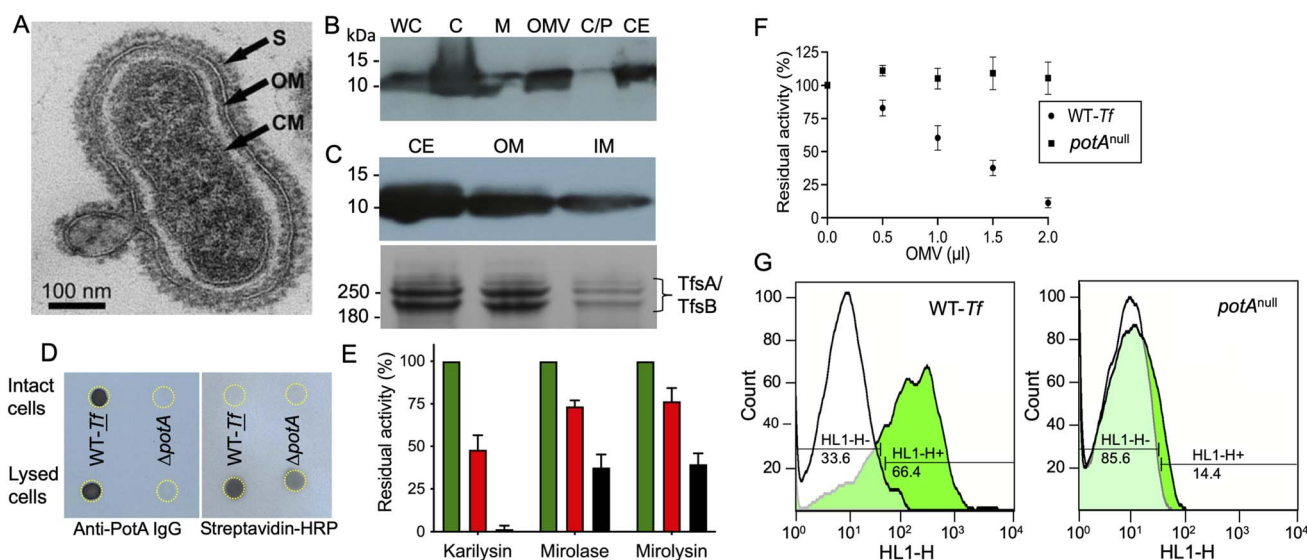 A
S
OM
CM
100 nm
B
WC C M OMV C/P CE
kDa
15
10
C
CE OM IM
15
10
250
180
TfsA/
TfsB
D
Intact
cells
Lysed
cells
WT-Tf
ΔpotA
WT-Tf
ΔpotA
Anti-PotA IgG
Streptavidin-HRP
E
Residual activity (%)
100
75
50
25
0
Karilysin Mirolase Mirolysin
F
Residual activity (%)
125
100
75
50
25
0
0.0 0.5 1.0 1.5 2.0
OMV (µl)
WT-Tf
potAnull
G
WT-Tf
Count
100
80
60
40
20
HL1-H-
33.6
HL1-H+
66.4
10⁰ 10¹ 10² 10³ 10⁴
HL1-H
potAnull
Count
100
80
60
40
20
HL1-H-
85.6
HL1-H+
14.4
10⁰ 10¹ 10² 10³ 10⁴
HL1-H